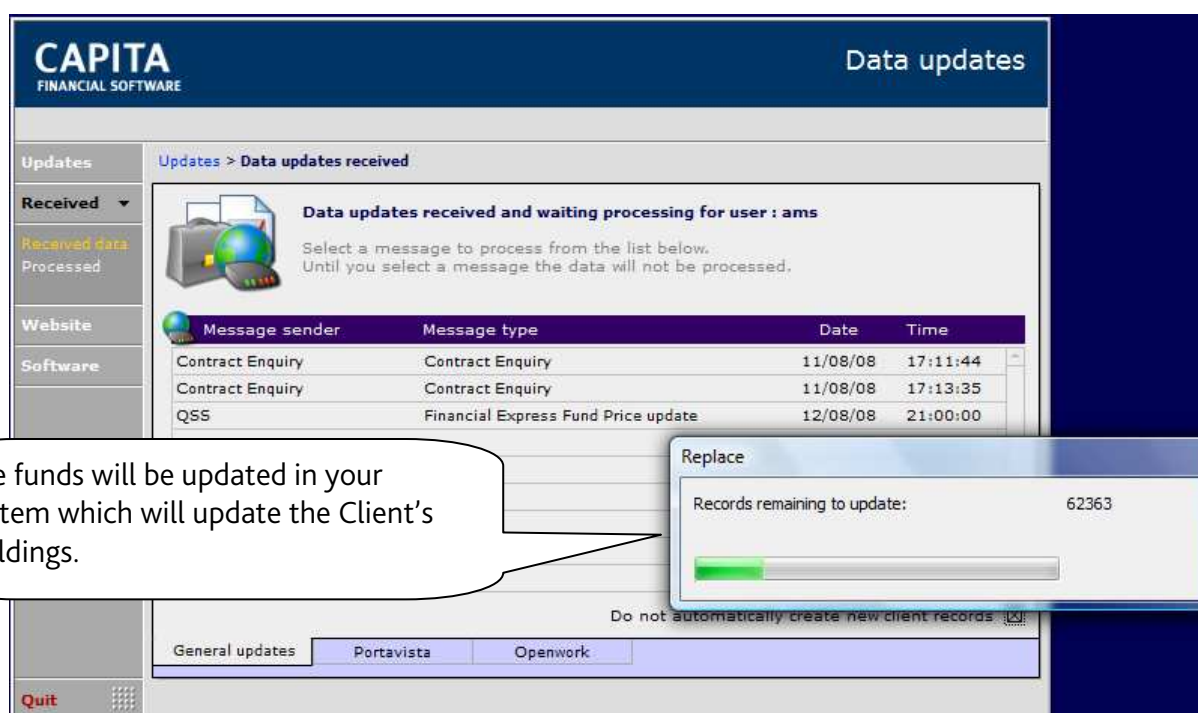 CAPITA
FINANCIAL SOFTWARE
Data updates
Updates
Updates > Data updates received
Received
Received data
Processed
Website
Software
Data updates received and waiting processing for user : ams
Select a message to process from the list below.
Until you select a message the data will not be processed.
Message sender Message type Date Time
Contract Enquiry Contract Enquiry 11/08/08 17:11:44
Contract Enquiry Contract Enquiry 11/08/08 17:13:35
QSS Financial Express Fund Price update 12/08/08 21:00:00
e funds will be updated in your
tem which will update the Client's
ldings.
Replace
Records remaining to update: 62363
Do not automatically create new client records
General updates Portavista Openwork
Quit